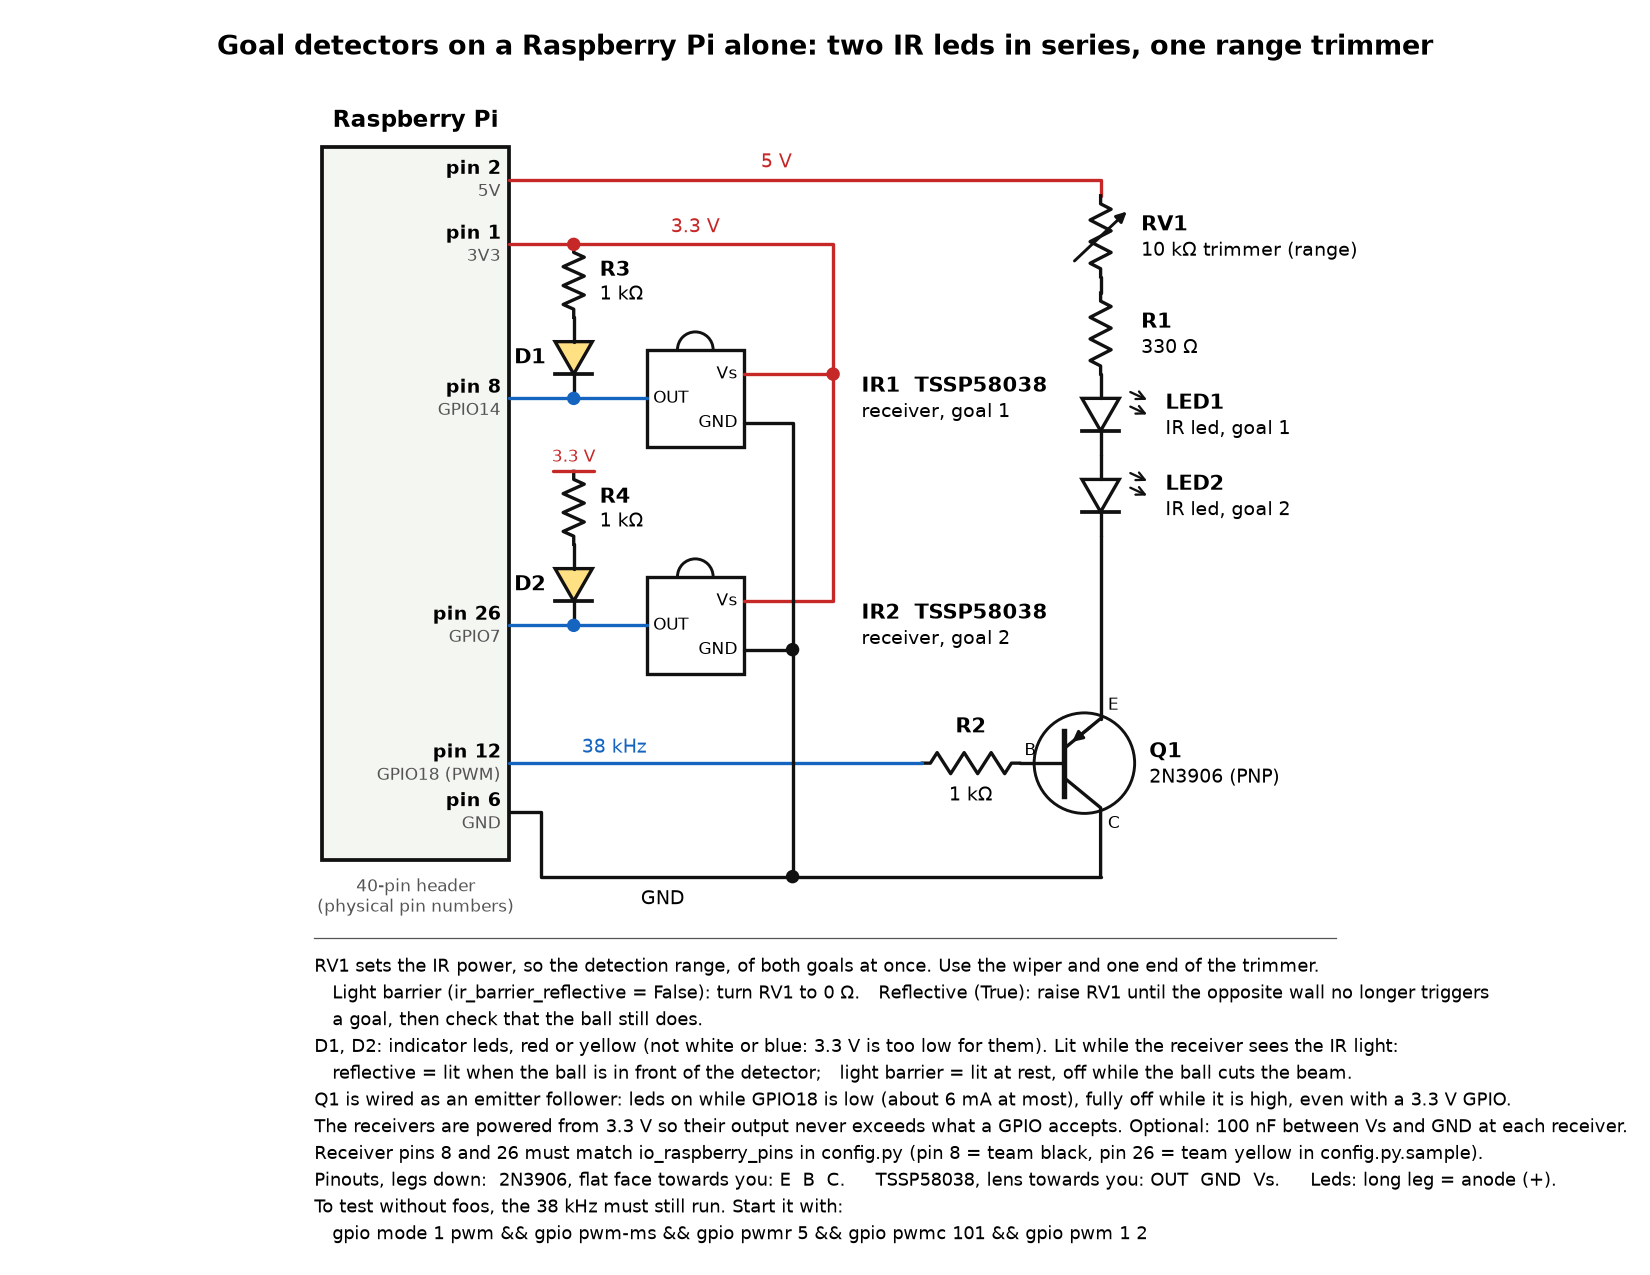 Goal detectors on a Raspberry Pi alone: two IR leds in series, one range trimmer
Raspberry Pi
pin 2
5V
5 V
pin 1
3V3
3.3 V
RV1
10 kΩ trimmer (range)
R3
1 kΩ
R1
330 Ω
D1
pin 8
GPIO14
Vs
OUT
GND
IR1 TSSP58038
receiver, goal 1
LED1
IR led, goal 1
3.3 V
R4
1 kΩ
LED2
IR led, goal 2
D2
pin 26
GPIO7
Vs
OUT
GND
IR2 TSSP58038
receiver, goal 2
pin 12
GPIO18 (PWM)
38 kHz
R2
1 kΩ
E
B
C
Q1
2N3906 (PNP)
pin 6
GND
GND
40-pin header
(physical pin numbers)
RV1 sets the IR power, so the detection range, of both goals at once. Use the wiper and one end of the trimmer.
Light barrier (ir_barrier_reflective = False): turn RV1 to 0 Ω. Reflective (True): raise RV1 until the opposite wall no longer triggers
a goal, then check that the ball still does.
D1, D2: indicator leds, red or yellow (not white or blue: 3.3 V is too low for them). Lit while the receiver sees the IR light:
reflective = lit when the ball is in front of the detector; light barrier = lit at rest, off while the ball cuts the beam.
Q1 is wired as an emitter follower: leds on while GPIO18 is low (about 6 mA at most), fully off while it is high, even with a 3.3 V GPIO.
The receivers are powered from 3.3 V so their output never exceeds what a GPIO accepts. Optional: 100 nF between Vs and GND at each receiver.
Receiver pins 8 and 26 must match io_raspberry_pins in config.py (pin 8 = team black, pin 26 = team yellow in config.py.sample).
Pinouts, legs down: 2N3906, flat face towards you: E B C. TSSP58038, lens towards you: OUT GND Vs. Leds: long leg = anode (+).
To test without foos, the 38 kHz must still run. Start it with:
gpio mode 1 pwm && gpio pwm-ms && gpio pwmr 5 && gpio pwmc 101 && gpio pwm 1 2